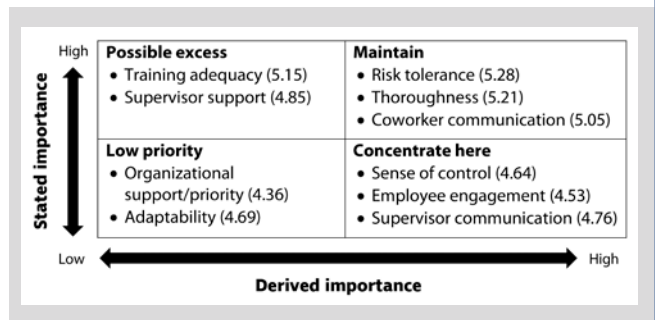 High
Possible excess
• Training adequacy (5.15)
• Supervisor support (4.85)
Maintain
• Risk tolerance (5.28)
• Thoroughness (5.21)
• Coworker communication (5.05)
Stated importance
Low priority
• Organizational
support/priority (4.36)
• Adaptability (4.69)
Concentrate here
• Sense of control (4.64)
• Employee engagement (4.53)
• Supervisor communication (4.76)
Low
High
Derived importance